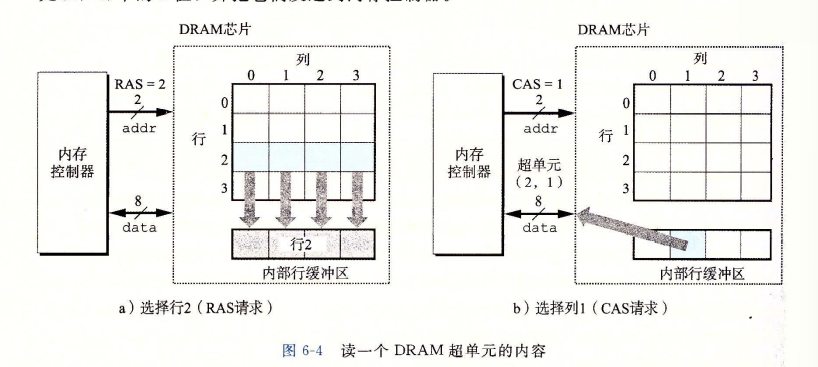 DRAM芯片
列
0 1 2 3
RAS = 2
2
addr
内存
控制器
行
0
1
2
3
8
data
行2
内部行缓冲区
a）选择行2（RAS请求）
DRAM芯片
列
0 1 2 3
CAS = 1
2
addr
内存
控制器
行
0
1
2
3
超单元
（2，1）
8
data
内部行缓冲区
b）选择列1（CAS请求）
图 6-4 读一个 DRAM 超单元的内容